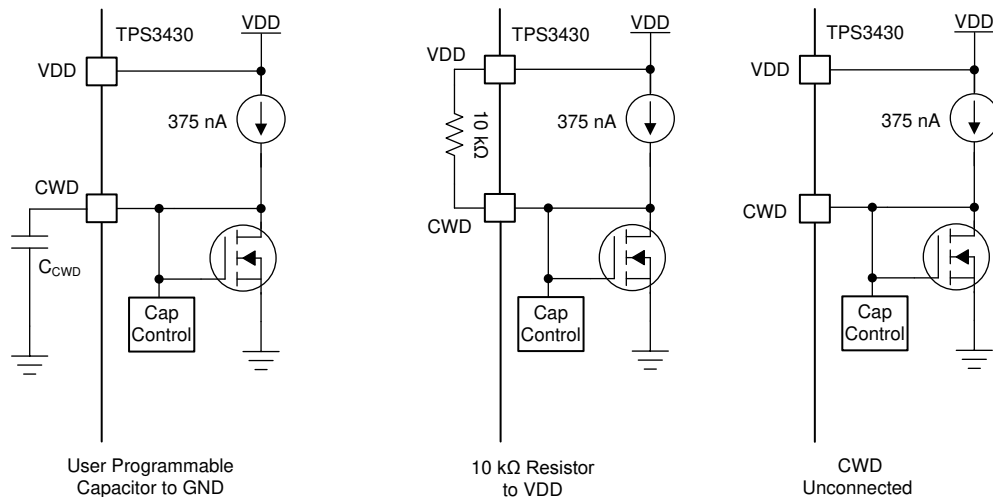 TPS3430
VDD
VDD
375 nA
CWD
C_CWD
Cap
Control
User Programmable
Capacitor to GND
TPS3430
VDD
VDD
10 kΩ
375 nA
CWD
Cap
Control
10 kΩ Resistor
to VDD
TPS3430
VDD
VDD
375 nA
CWD
Cap
Control
CWD
Unconnected